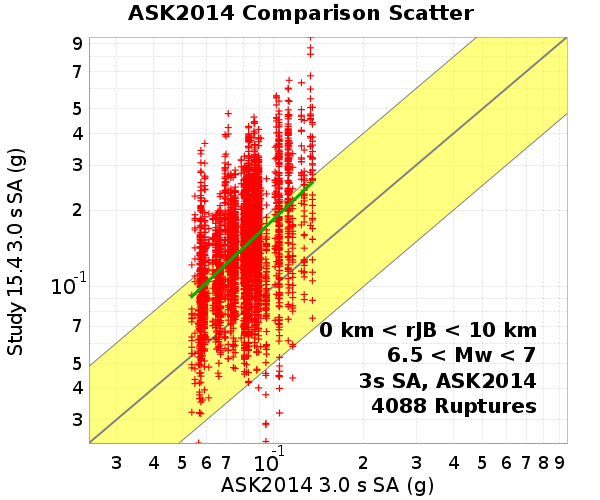 ASK2014 Comparison Scatter
9
7
5
4
3
2
10-1
7
5
4
3
Study 15.4 3.0 s SA (g)
0 km < rJB < 10 km
6.5 < Mw < 7
3s SA, ASK2014
4088 Ruptures
3 4 5 6 7 10-1 2 3 4 5 6 7 8 9
ASK2014 3.0 s SA (g)